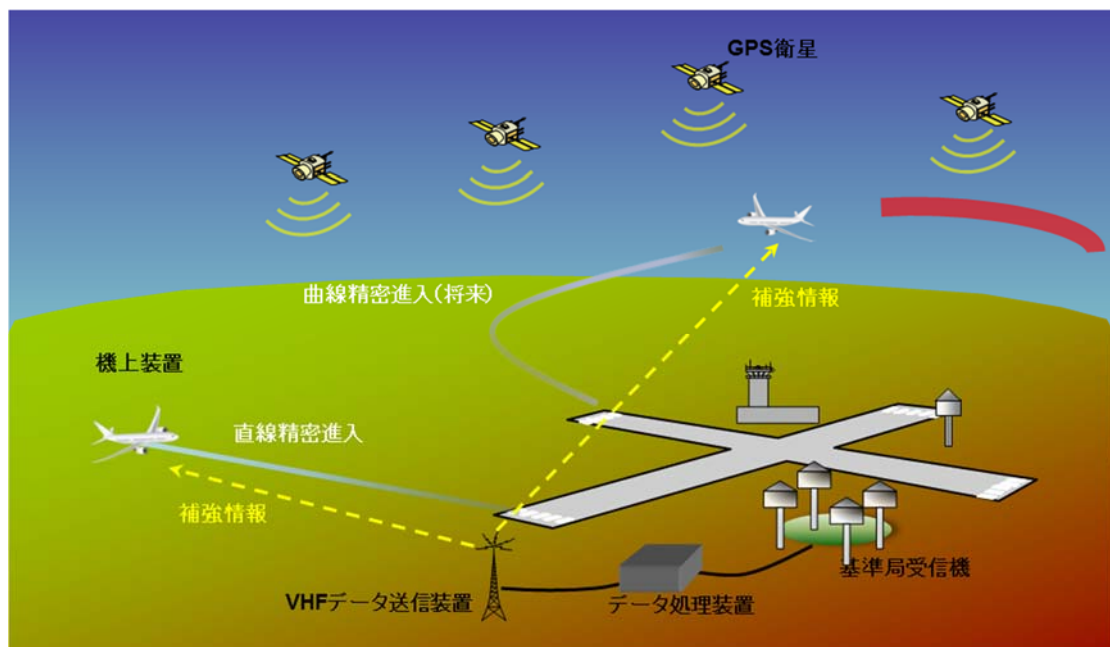 GPS衛星
曲線精密進入(将来)
補強情報
機上装置
直線精密進入
補強情報
基準局受信機
VHFデータ送信装置
データ処理装置